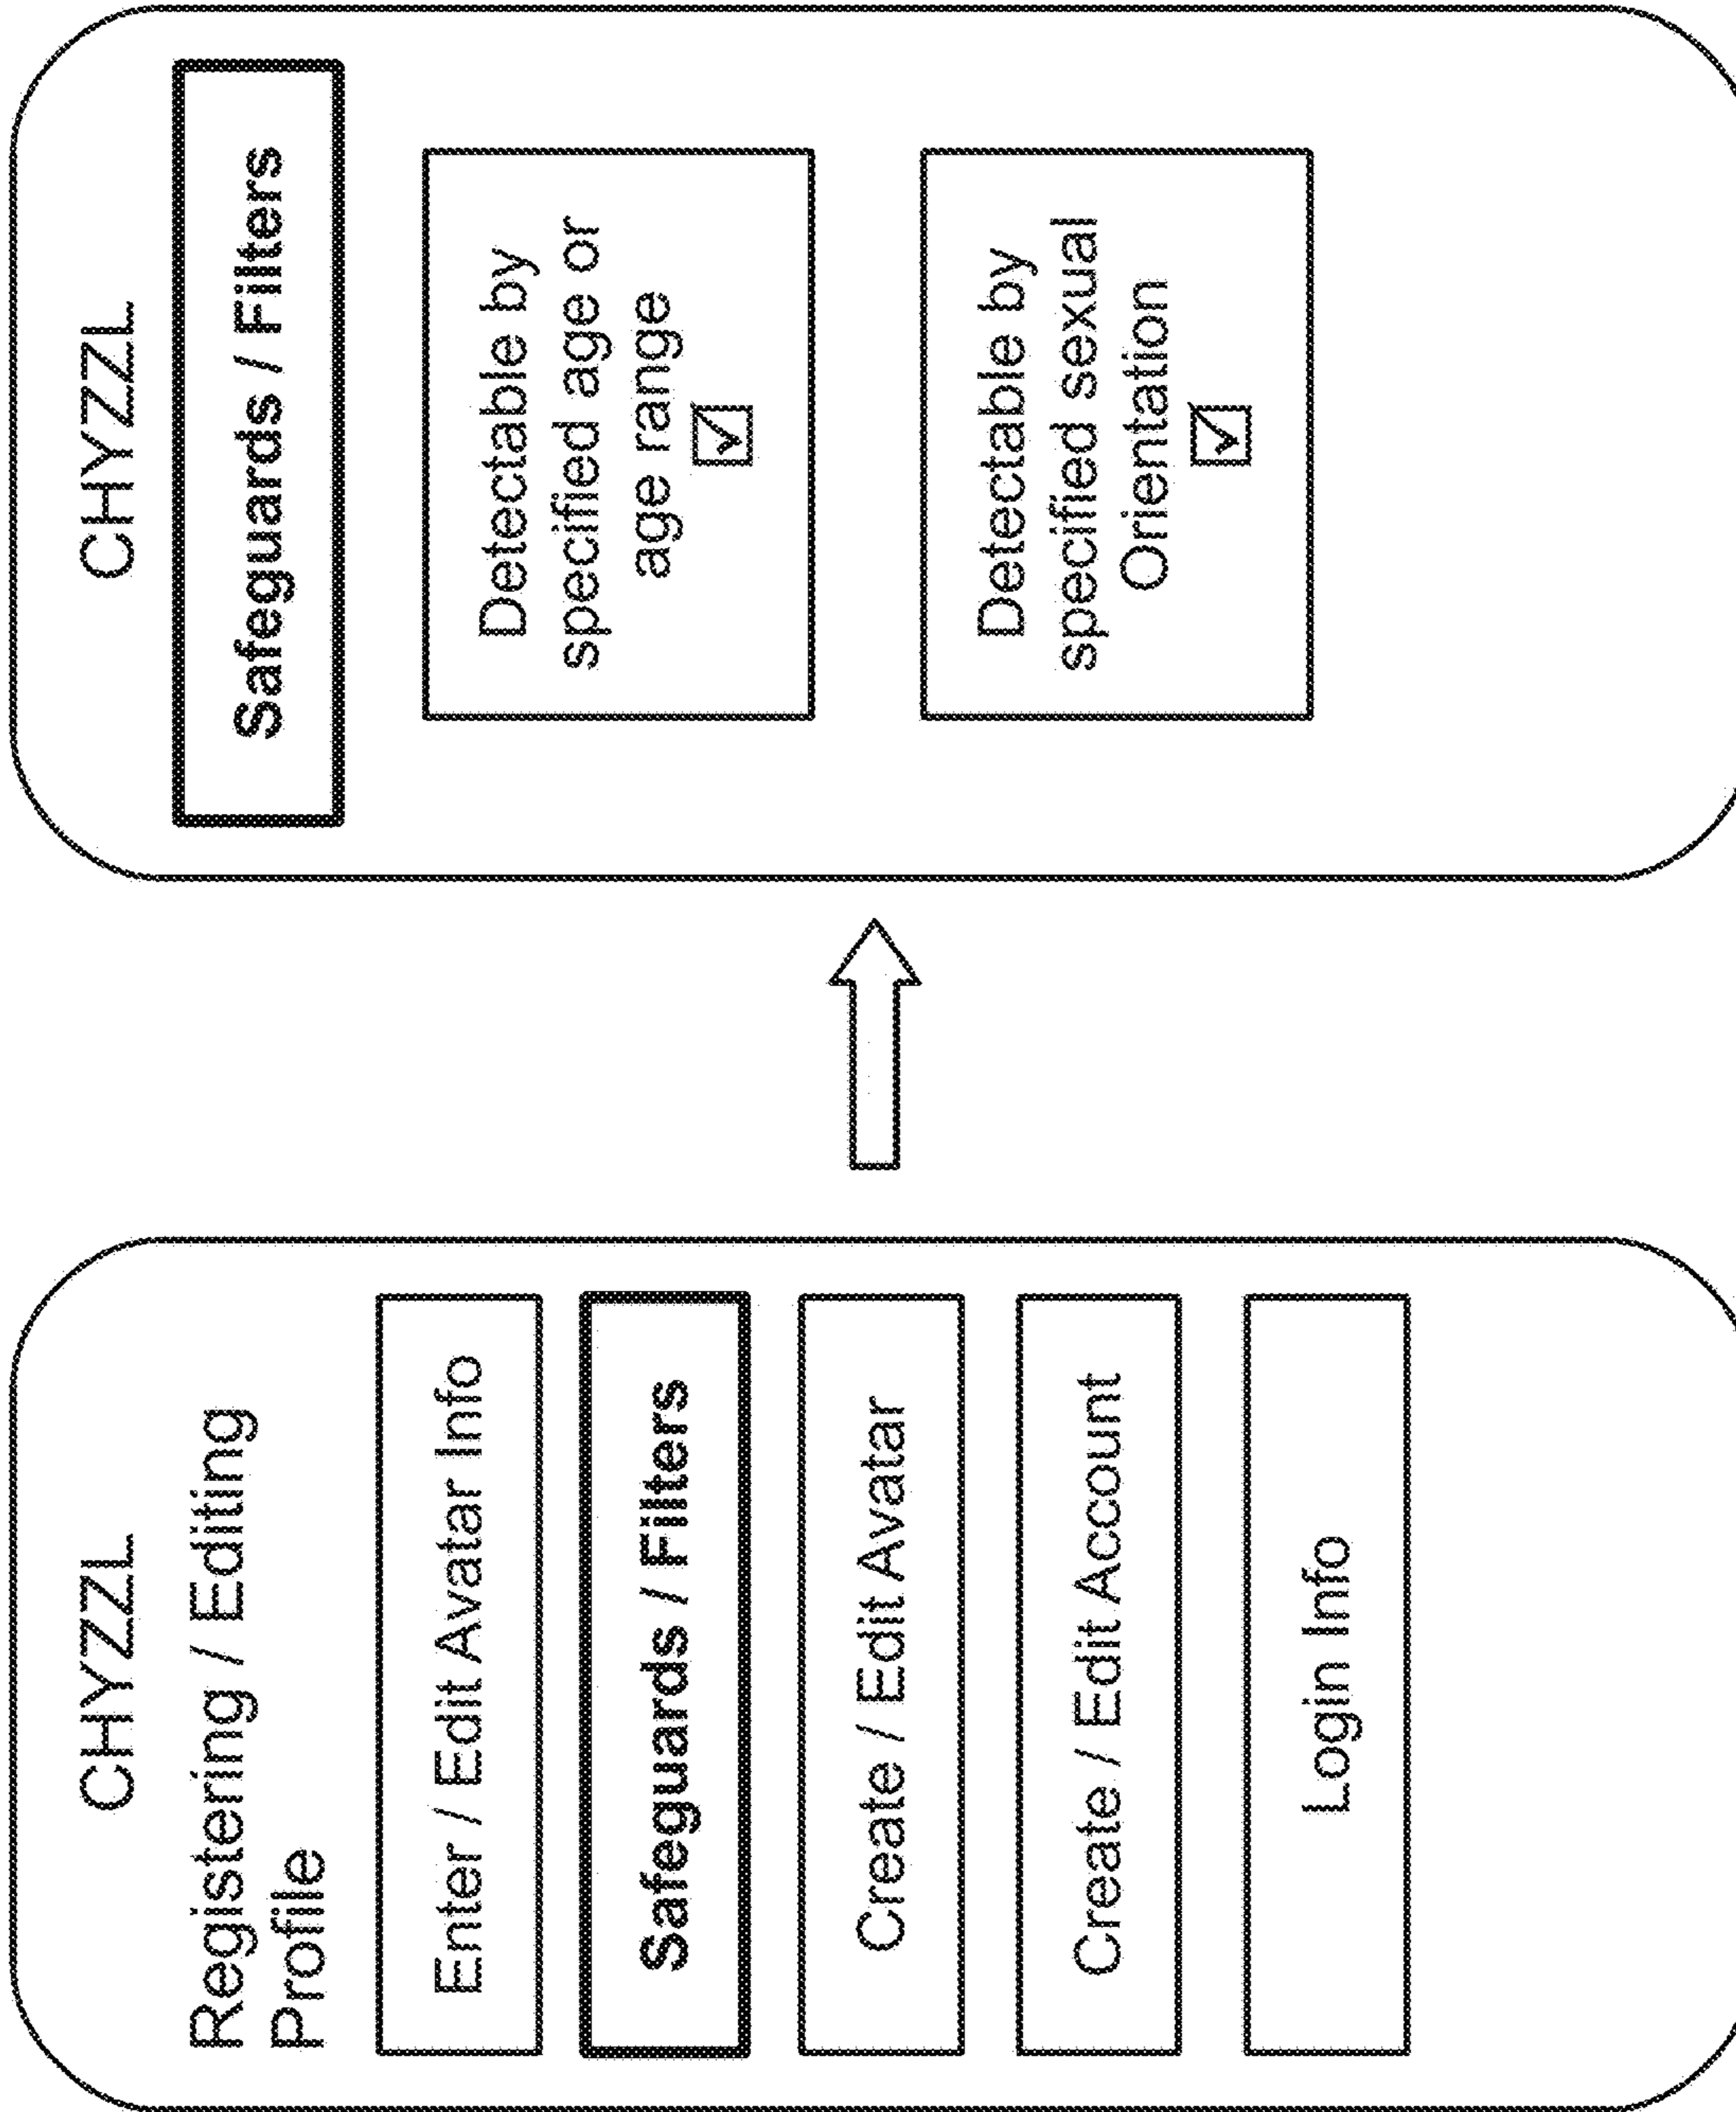 CHYZZL
Registering / Editing
Profile
Enter / Edit Avatar Info
Safeguards / Filters
Create / Edit Avatar
Create / Edit Account
Login Info
CHYZZL
Safeguards / Filters
Detectable by
specified age or
age range
Detectable by
specified sexual
Orientation